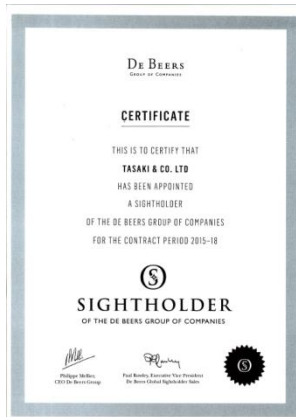 DE BEERS
GROUP OF COMPANIES
CERTIFICATE
THIS IS TO CERTIFY THAT
TASAKI & CO. LTD
HAS BEEN APPOINTED
A SIGHTHOLDER
OF THE DE BEERS GROUP OF COMPANIES
FOR THE CONTRACT PERIOD 2015-18
S
SIGHTHOLDER
OF THE DE BEERS GROUP OF COMPANIES
Philippe Mellier,
CEO De Beers Group
Paul Rowley, Executive Vice President
De Beers Global Sightholder Sales
S